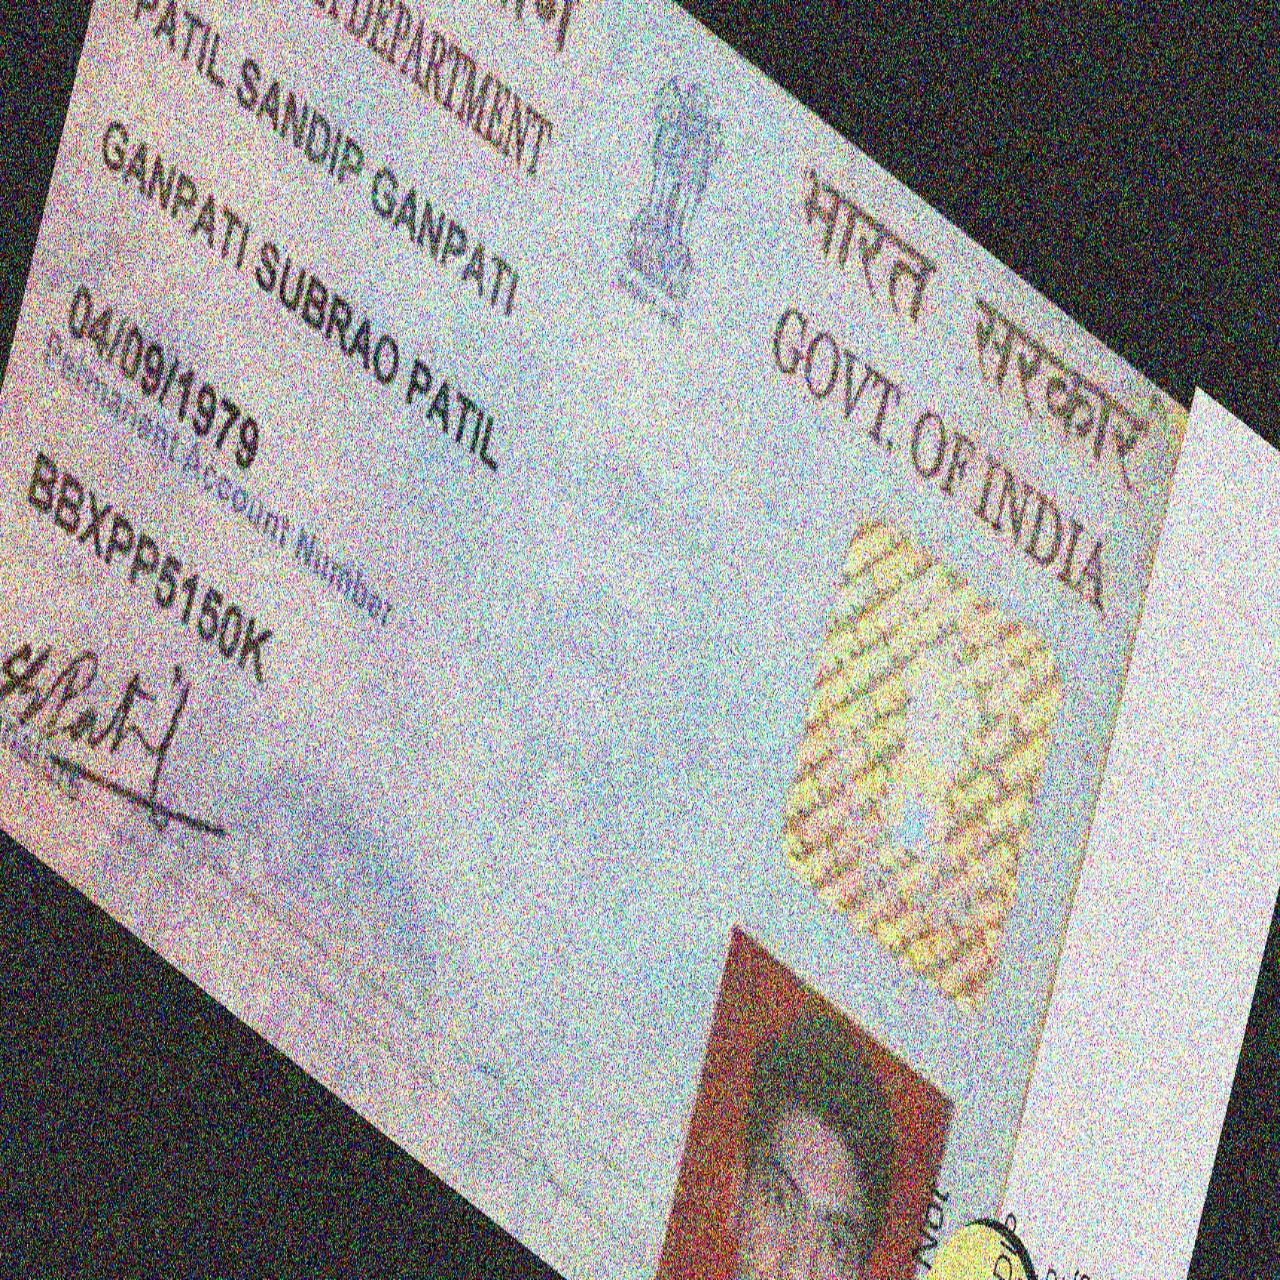 DEPARTMENT
भारत सरकार
GOVT. OF INDIA
PATIL SANDIP GANPATI
GANPATI SUBRAO PATIL
04/09/1979
Permanent Account Number
BBXPP5150K